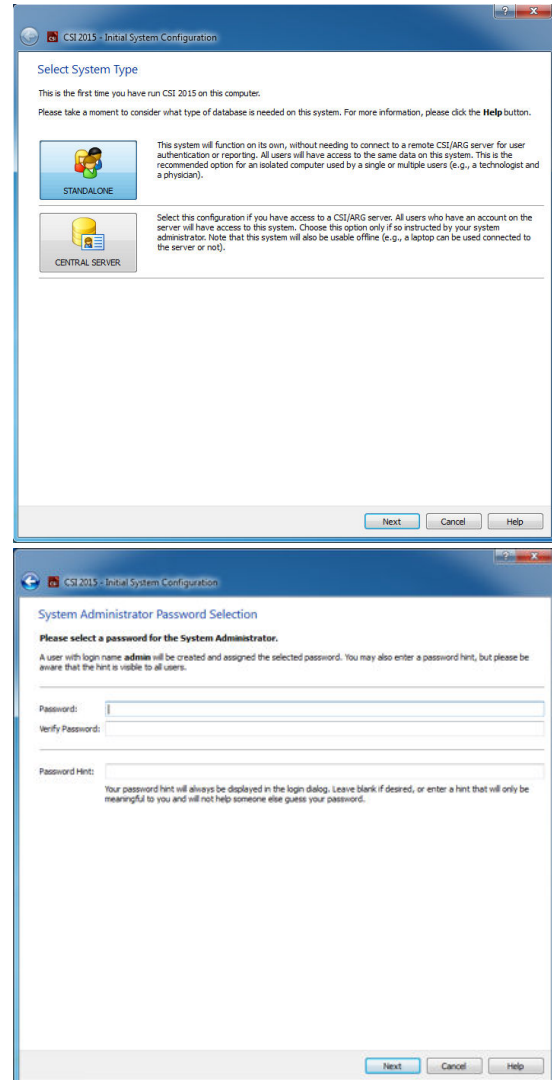 CSI 2015 - Initial System Configuration
Select System Type
This is the first time you have run CSI 2015 on this computer.
Please take a moment to consider what type of database is needed on this system. For more information, please click the Help button.
This system will function on its own, without needing to connect to a remote CSI/ARG server for user
authentication or reporting. All users will have access to the same data on this system. This is the
recommended option for an isolated computer used by a single or multiple users (e.g., a technologist and
a physician).
STANDALONE
Select this configuration if you have access to a CSI/ARG server. All users who have an account on the
server will have access to this system. Choose this option only if so instructed by your system
administrator. Note that this system will also be usable offline (e.g., a laptop can be used connected to
the server or not).
CENTRAL SERVER
Next Cancel Help
CSI 2015 - Initial System Configuration
System Administrator Password Selection
Please select a password for the System Administrator.
A user with login name admin will be created and assigned the selected password. You may also enter a password hint, but please be
aware that the hint is visible to all users.
Password:
Verify Password:
Password Hint:
Your password hint will always be displayed in the login dialog. Leave blank if desired, or enter a hint that will only be
meaningful to you and will not help someone else guess your password.
Next Cancel Help